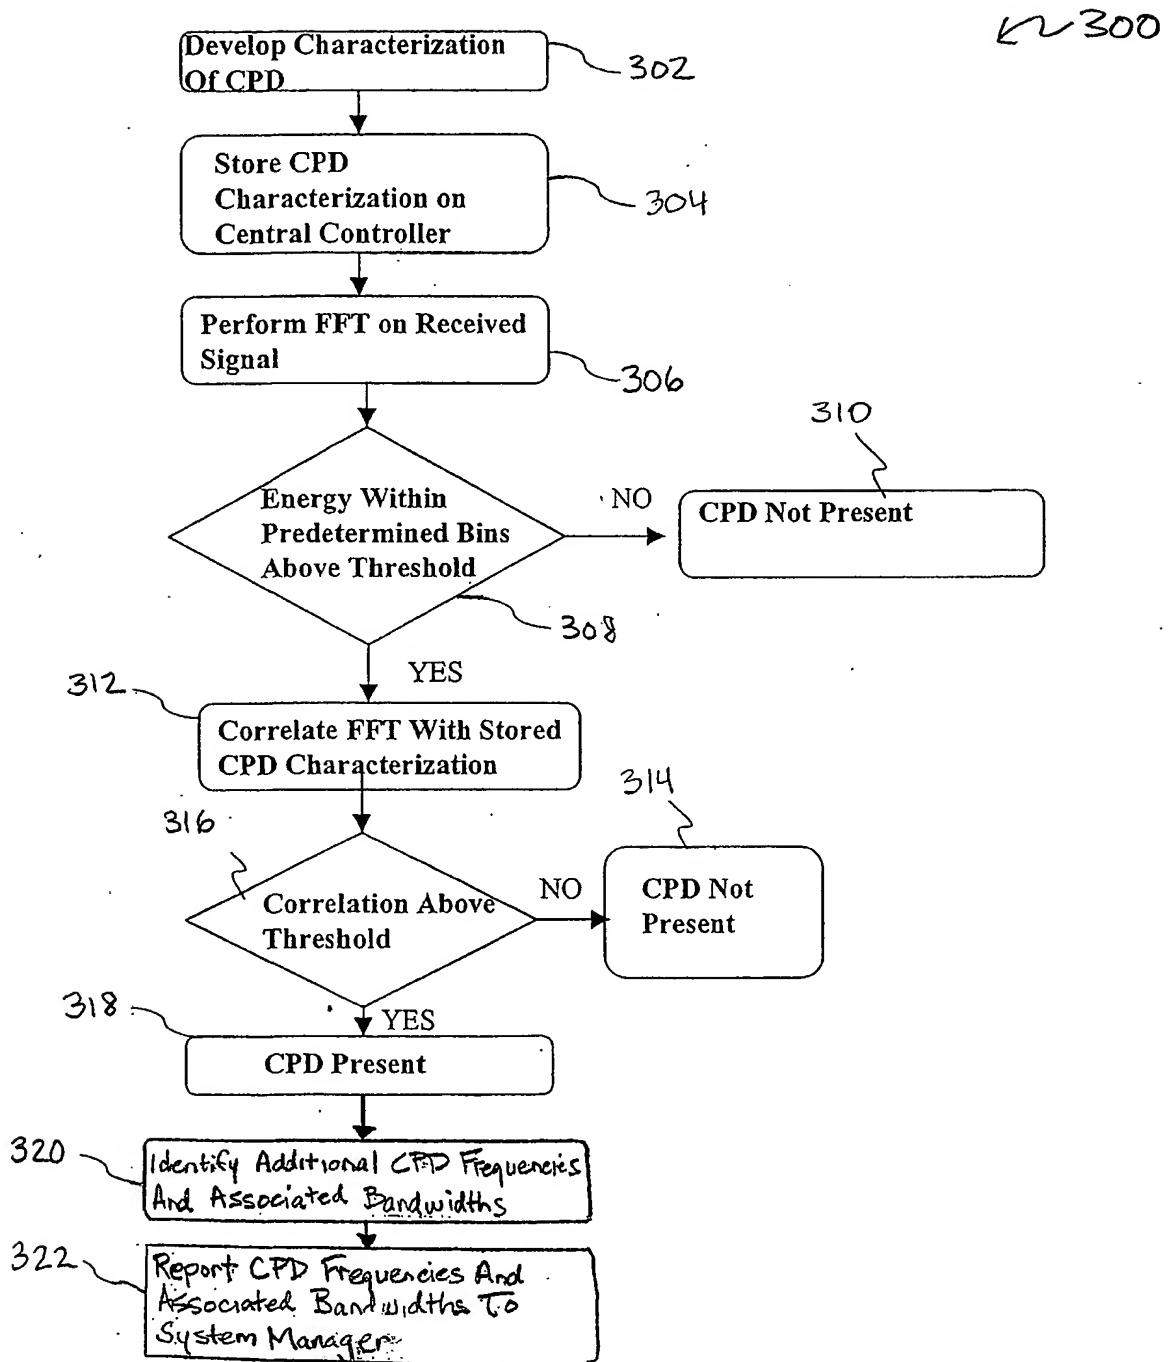 300
Develop Characterization
Of CPD
302
Store CPD
Characterization on
Central Controller
304
Perform FFT on Received
Signal
306
310
Energy Within
Predetermined Bins
Above Threshold
NO
CPD Not Present
308
YES
312
Correlate FFT With Stored
CPD Characterization
314
316
Correlation Above
Threshold
NO
CPD Not
Present
318
YES
CPD Present
320
Identify Additional CPD Frequencies
And Associated Bandwidths
322
Report CPD Frequencies And
Associated Bandwidths To
System Manager